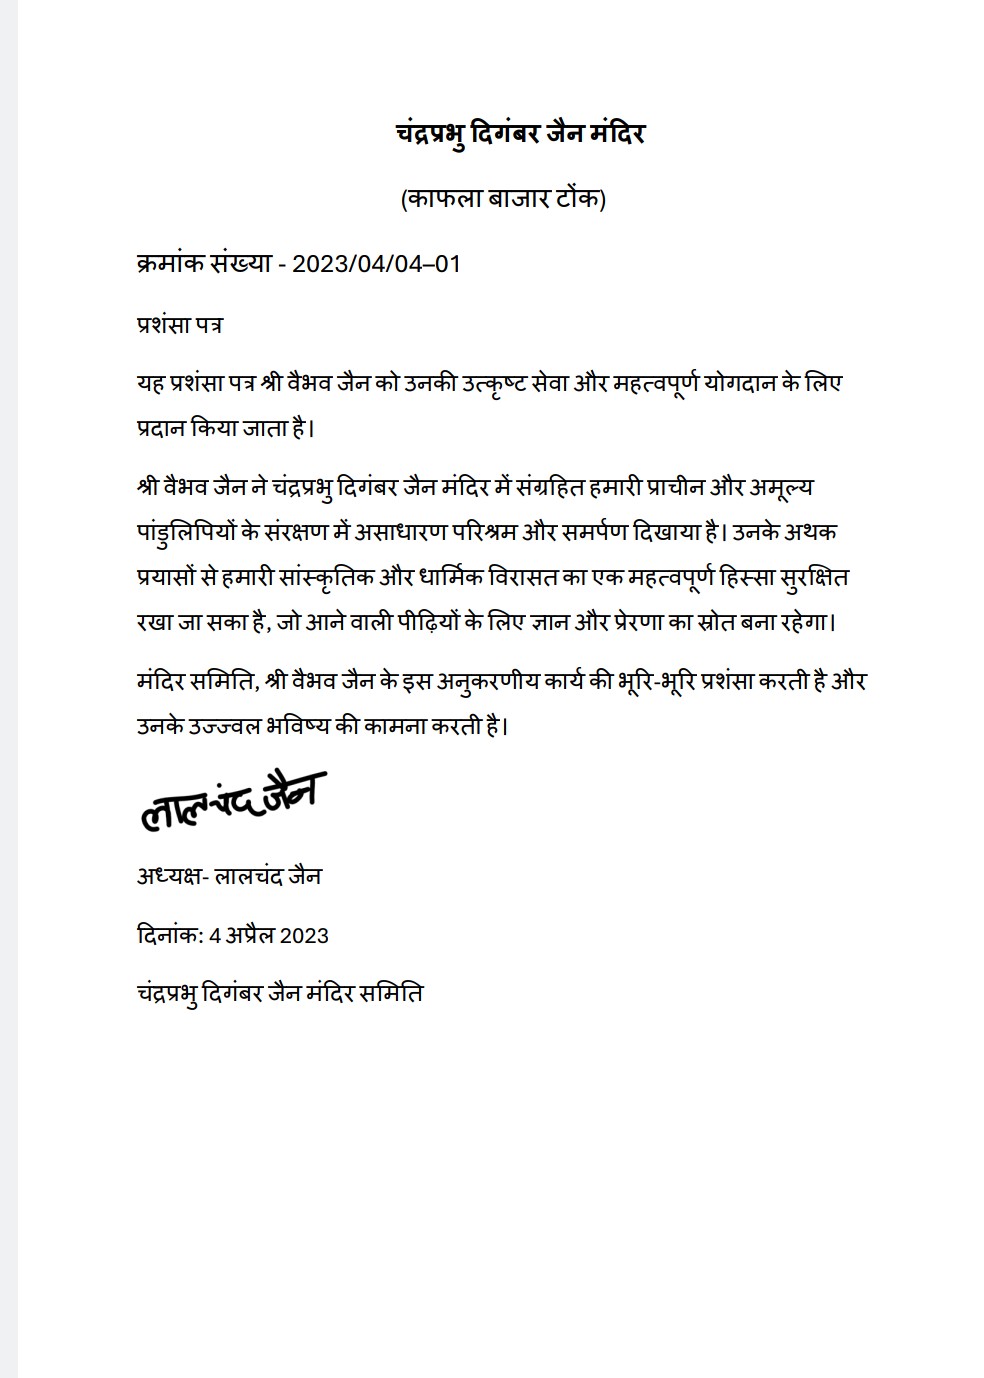 चंद्रप्रभु दिगंबर जैन मंदिर
(काफला बाजार टोंक)
क्रमांक संख्या - 2023/04/04–01
प्रशंसा पत्र
यह प्रशंसा पत्र श्री वैभव जैन को उनकी उत्कृष्ट सेवा और महत्वपूर्ण योगदान के लिए
प्रदान किया जाता है।
श्री वैभव जैन ने चंद्रप्रभु दिगंबर जैन मंदिर में संग्रहित हमारी प्राचीन और अमूल्य
पांडुलिपियों के संरक्षण में असाधारण परिश्रम और समर्पण दिखाया है। उनके अथक
प्रयासों से हमारी सांस्कृतिक और धार्मिक विरासत का एक महत्वपूर्ण हिस्सा सुरक्षित
रखा जा सका है, जो आने वाली पीढ़ियों के लिए ज्ञान और प्रेरणा का स्रोत बना रहेगा।
मंदिर समिति, श्री वैभव जैन के इस अनुकरणीय कार्य की भूरि-भूरि प्रशंसा करती है और
उनके उज्ज्वल भविष्य की कामना करती है।
लालचंद जैन
अध्यक्ष- लालचंद जैन
दिनांक: 4 अप्रैल 2023
चंद्रप्रभु दिगंबर जैन मंदिर समिति